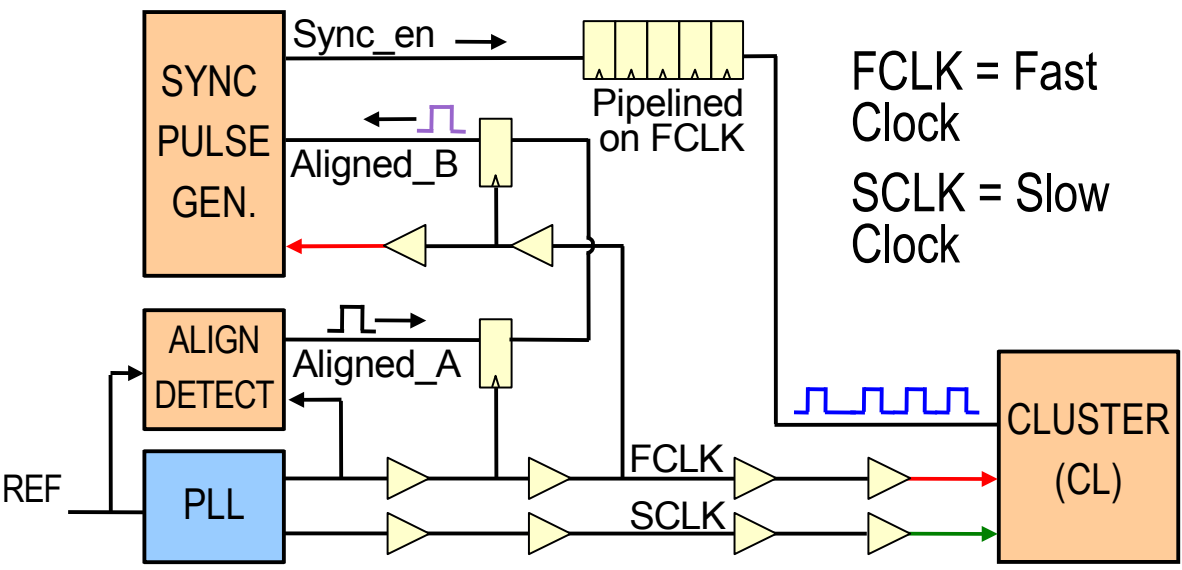 Sync_en
SYNC
PULSE
GEN.
Pipelined
on FCLK
Aligned_B
FCLK = Fast
Clock
SCLK = Slow
Clock
ALIGN
DETECT
Aligned_A
CLUSTER
(CL)
REF
PLL
FCLK
SCLK